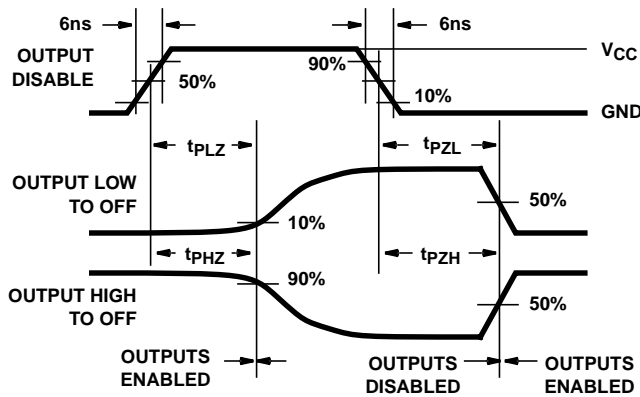 6ns
6ns
OUTPUT
DISABLE
50%
90%
10%
VCC
GND
tPLZ
tPZL
OUTPUT LOW
TO OFF
10%
50%
tPHZ
tPZH
90%
OUTPUT HIGH
TO OFF
50%
OUTPUTS
ENABLED
OUTPUTS
DISABLED
OUTPUTS
ENABLED